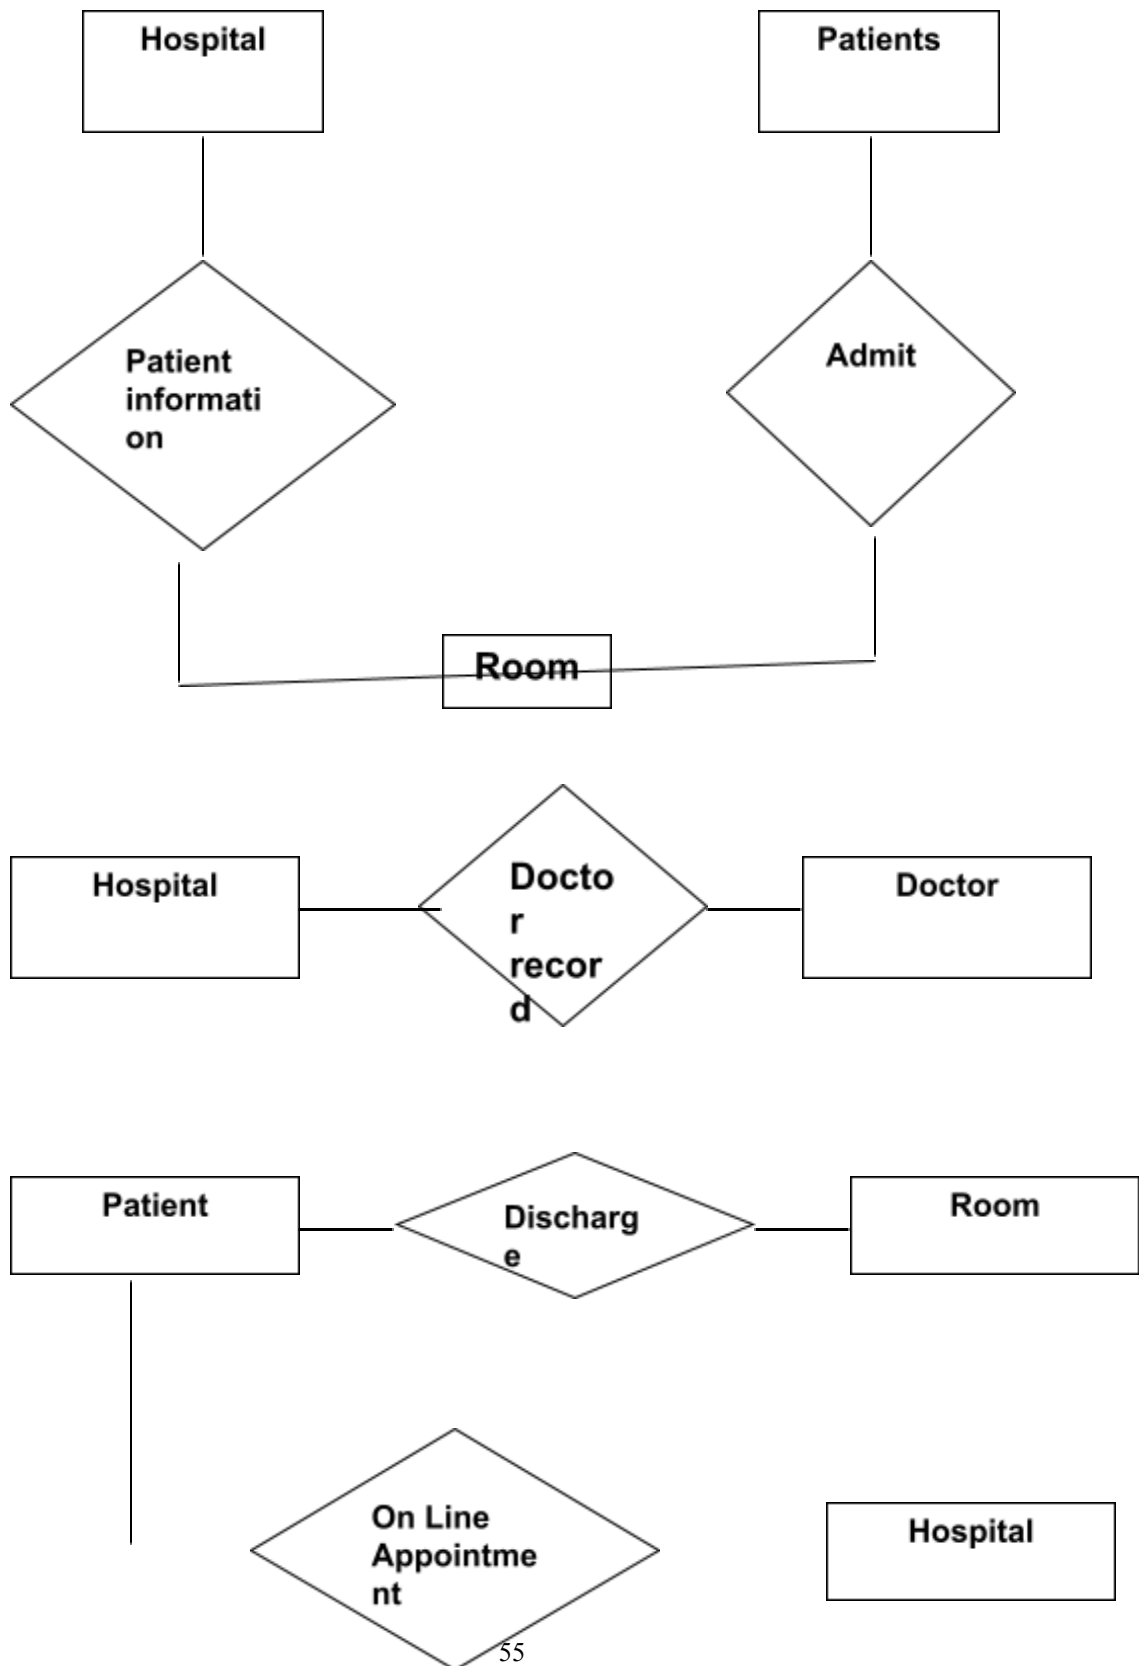 Hospital
Patients
Patient
informati
on
Admit
Room
Hospital
Docto
r
recor
d
Doctor
Patient
Discharg
e
Room
On Line
Appointme
nt
Hospital
55